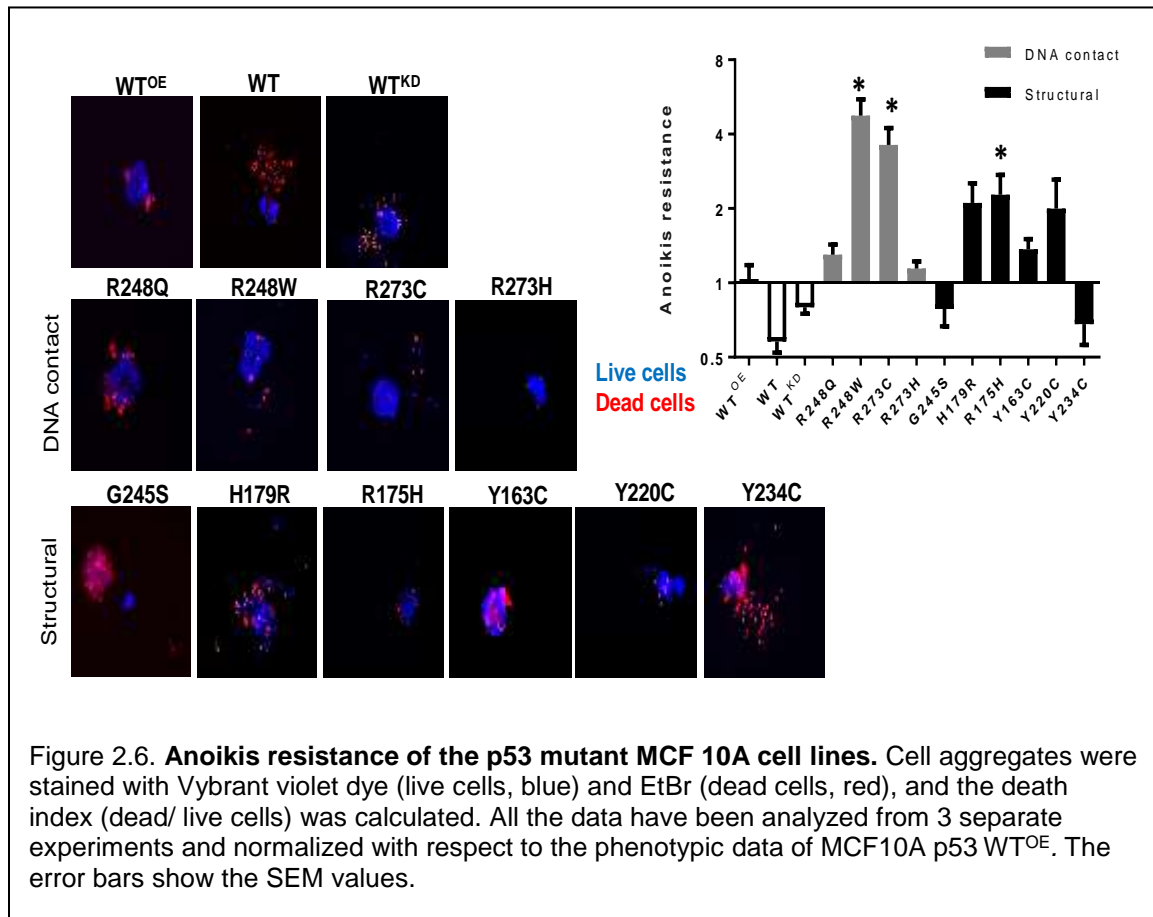 WTOE WT WTKD
R248Q R248W R273C R273H
DNA contact
G245S H179R R175H Y163C Y220C Y234C
Structural
Live cells
Dead cells
DNA contact
Structural
Anoikis resistance
8
4
2
1
0.5
* * *
WT OE WT WT KD R248Q R248W R273C R273H G245S H179R R175H Y163C Y220C Y234C
Figure 2.6. Anoikis resistance of the p53 mutant MCF 10A cell lines. Cell aggregates were
stained with Vybrant violet dye (live cells, blue) and EtBr (dead cells, red), and the death
index (dead/ live cells) was calculated. All the data have been analyzed from 3 separate
experiments and normalized with respect to the phenotypic data of MCF10A p53 WTOE. The
error bars show the SEM values.